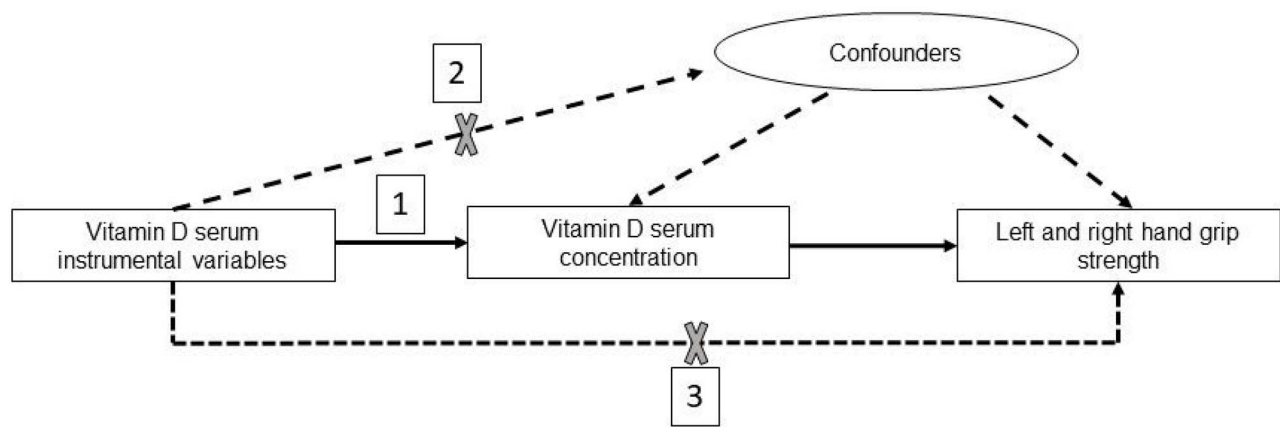 Confounders
2
1
Vitamin D serum
instrumental variables
Vitamin D serum
concentration
Left and right hand grip
strength
3